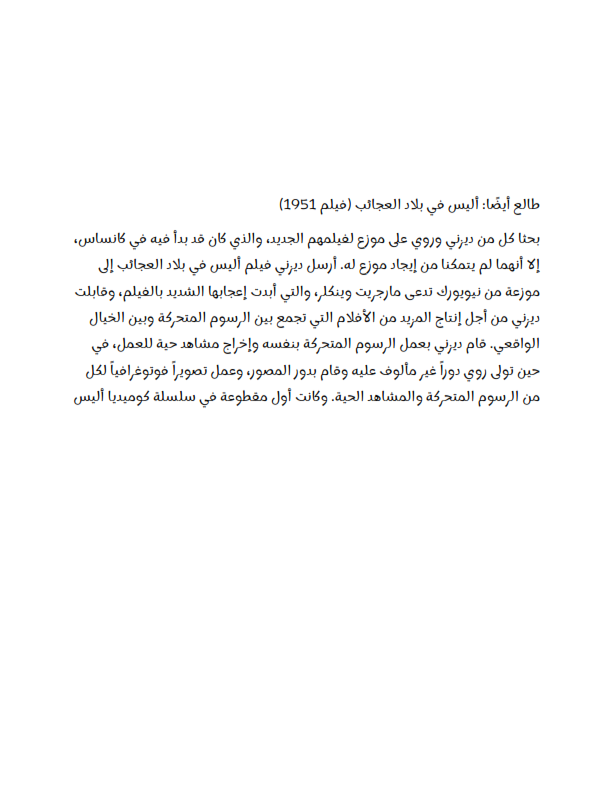 طالع أيضًا: أليس في بلاد العجائب (فيلم 1951)
بحثا كل من ديزني وروي على موزع لفيلمهم الجديد، والذي كان قد بدأ فيه في كانساس،
إلا أنهما لم يتمكنا من إيجاد موزع له. أرسل ديزني فيلم أليس في بلاد العجائب إلى
موزعة من نيويورك تدعى مارجريت وينكلر، والتي أبدت إعجابها الشديد بالفيلم، وقابلت
ديزني من أجل إنتاج المزيد من الأفلام التي تجمع بين الرسوم المتحركة وبين الخيال
الواقعي. قام ديزني بعمل الرسوم المتحركة بنفسه وإخراج مشاهد حية للعمل، في
حين تولى روي دوراً غير مألوف عليه وقام بدور المصور، وعمل تصويراً فوتوغرافياً لكل
من الرسوم المتحركة والمشاهد الحية. وكانت أول مقطوعة في سلسلة كوميديا أليس